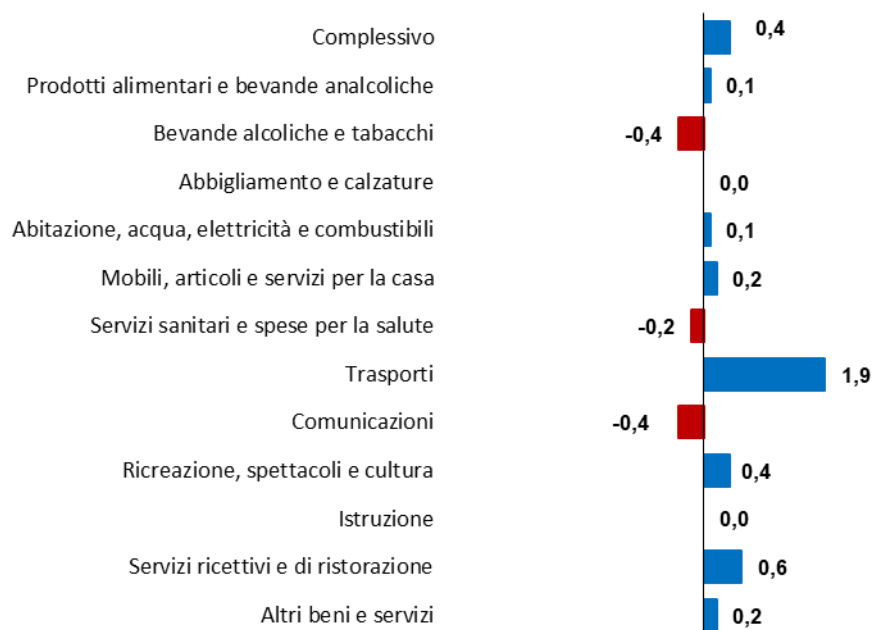 Complessivo 0,4
Prodotti alimentari e bevande analcoliche 0,1
Bevande alcoliche e tabacchi -0,4
Abbigliamento e calzature 0,0
Abitazione, acqua, elettricità e combustibili 0,1
Mobili, articoli e servizi per la casa 0,2
Servizi sanitari e spese per la salute -0,2
Trasporti 1,9
Comunicazioni -0,4
Ricreazione, spettacoli e cultura 0,4
Istruzione 0,0
Servizi ricettivi e di ristorazione 0,6
Altri beni e servizi 0,2